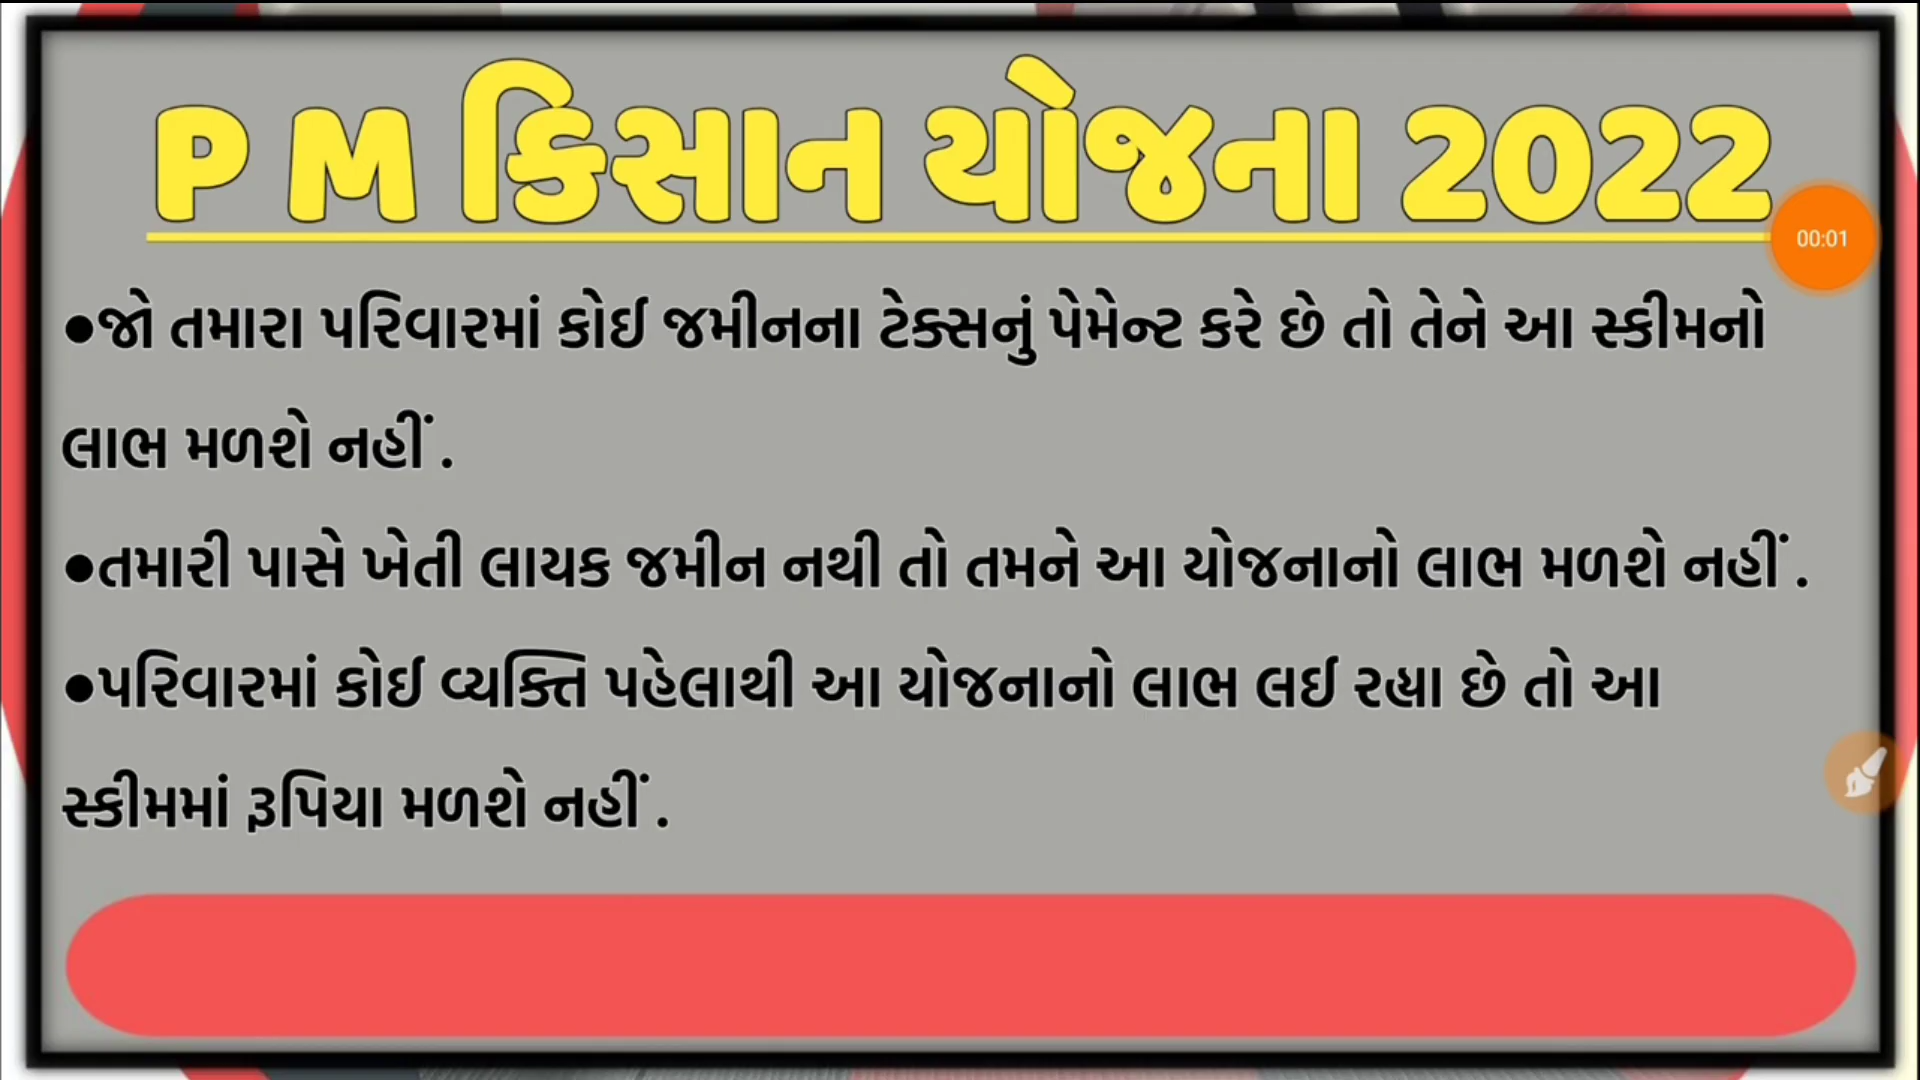 P M કિસાન યોજના 2022
00:01
●જો તમારા પરિવારમાં કોઈ જમીનના ટેક્સનું પેમેન્ટ કરે છે તો તેને આ સ્કીમનો
લાભ મળશે નહીં.
●તમારી પાસે ખેતી લાયક જમીન નથી તો તમને આ યોજનાનો લાભ મળશે નહીં.
●પરિવારમાં કોઈ વ્યક્તિ પહેલાથી આ યોજનાનો લાભ લઈ રહ્યા છે તો આ
સ્કીમમાં રૂપિયા મળશે નહીં.